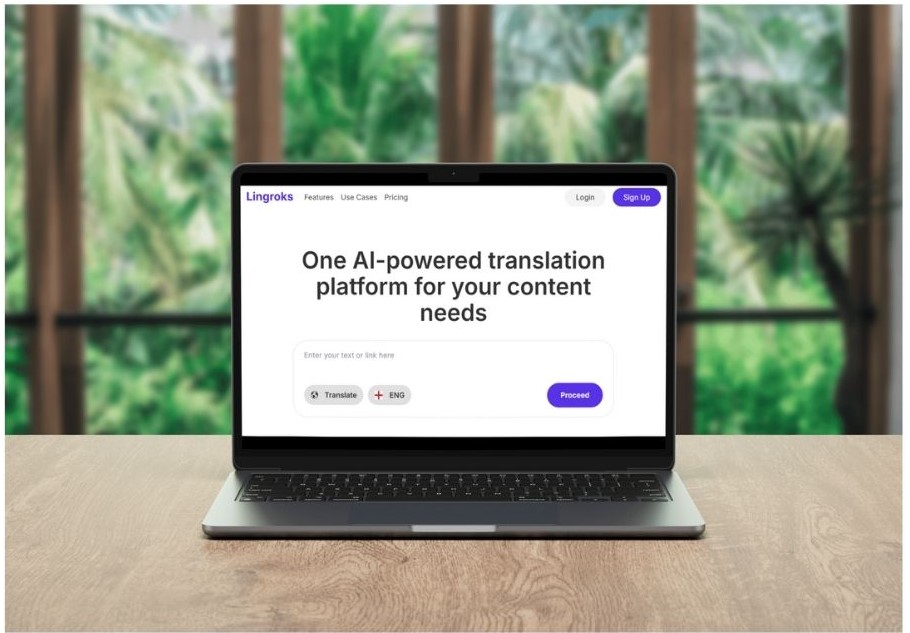 Lingroks Features Use Cases Pricing Login Sign Up
One AI-powered translation
platform for your content
needs
Enter your text or link here
Translate ENG Proceed